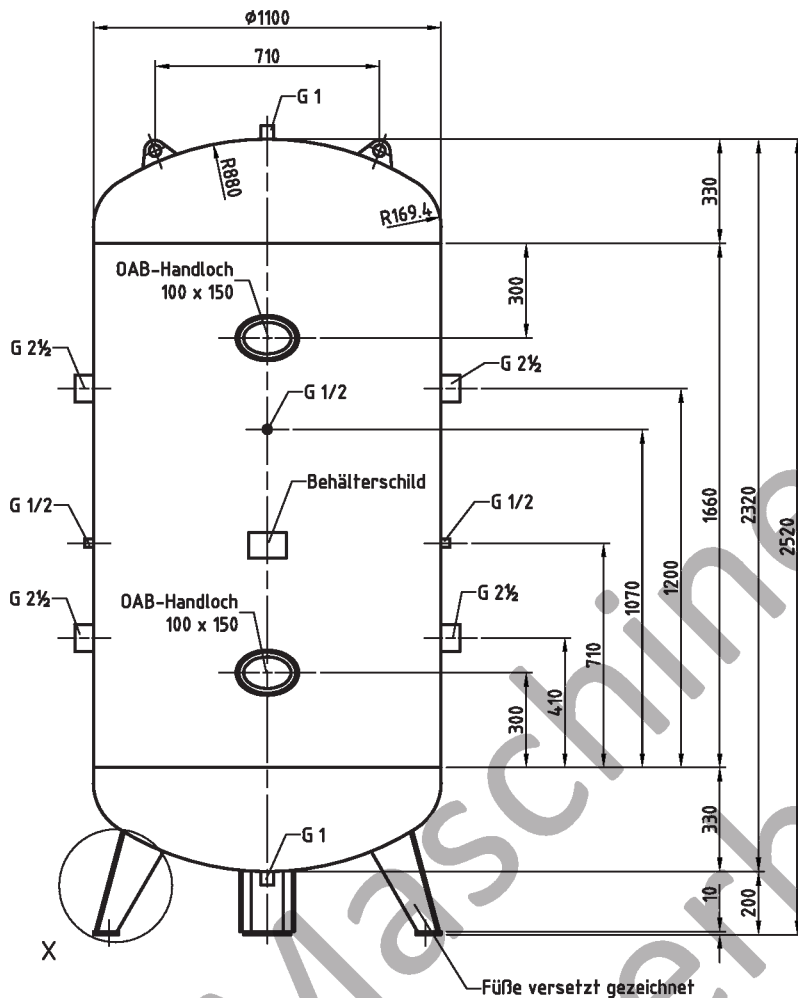 ø1100
710
G 1
R880
R169.4
330
OAB-Handloch
100 x 150
300
G 2½
G 2½
G 1/2
Behälterschild
G 1/2
G 1/2
1660
2320
2520
1200
1070
G 2½
OAB-Handloch
100 x 150
G 2½
710
410
300
330
G 1
10
200
X
Füße versetzt gezeichnet
Maschine
erh